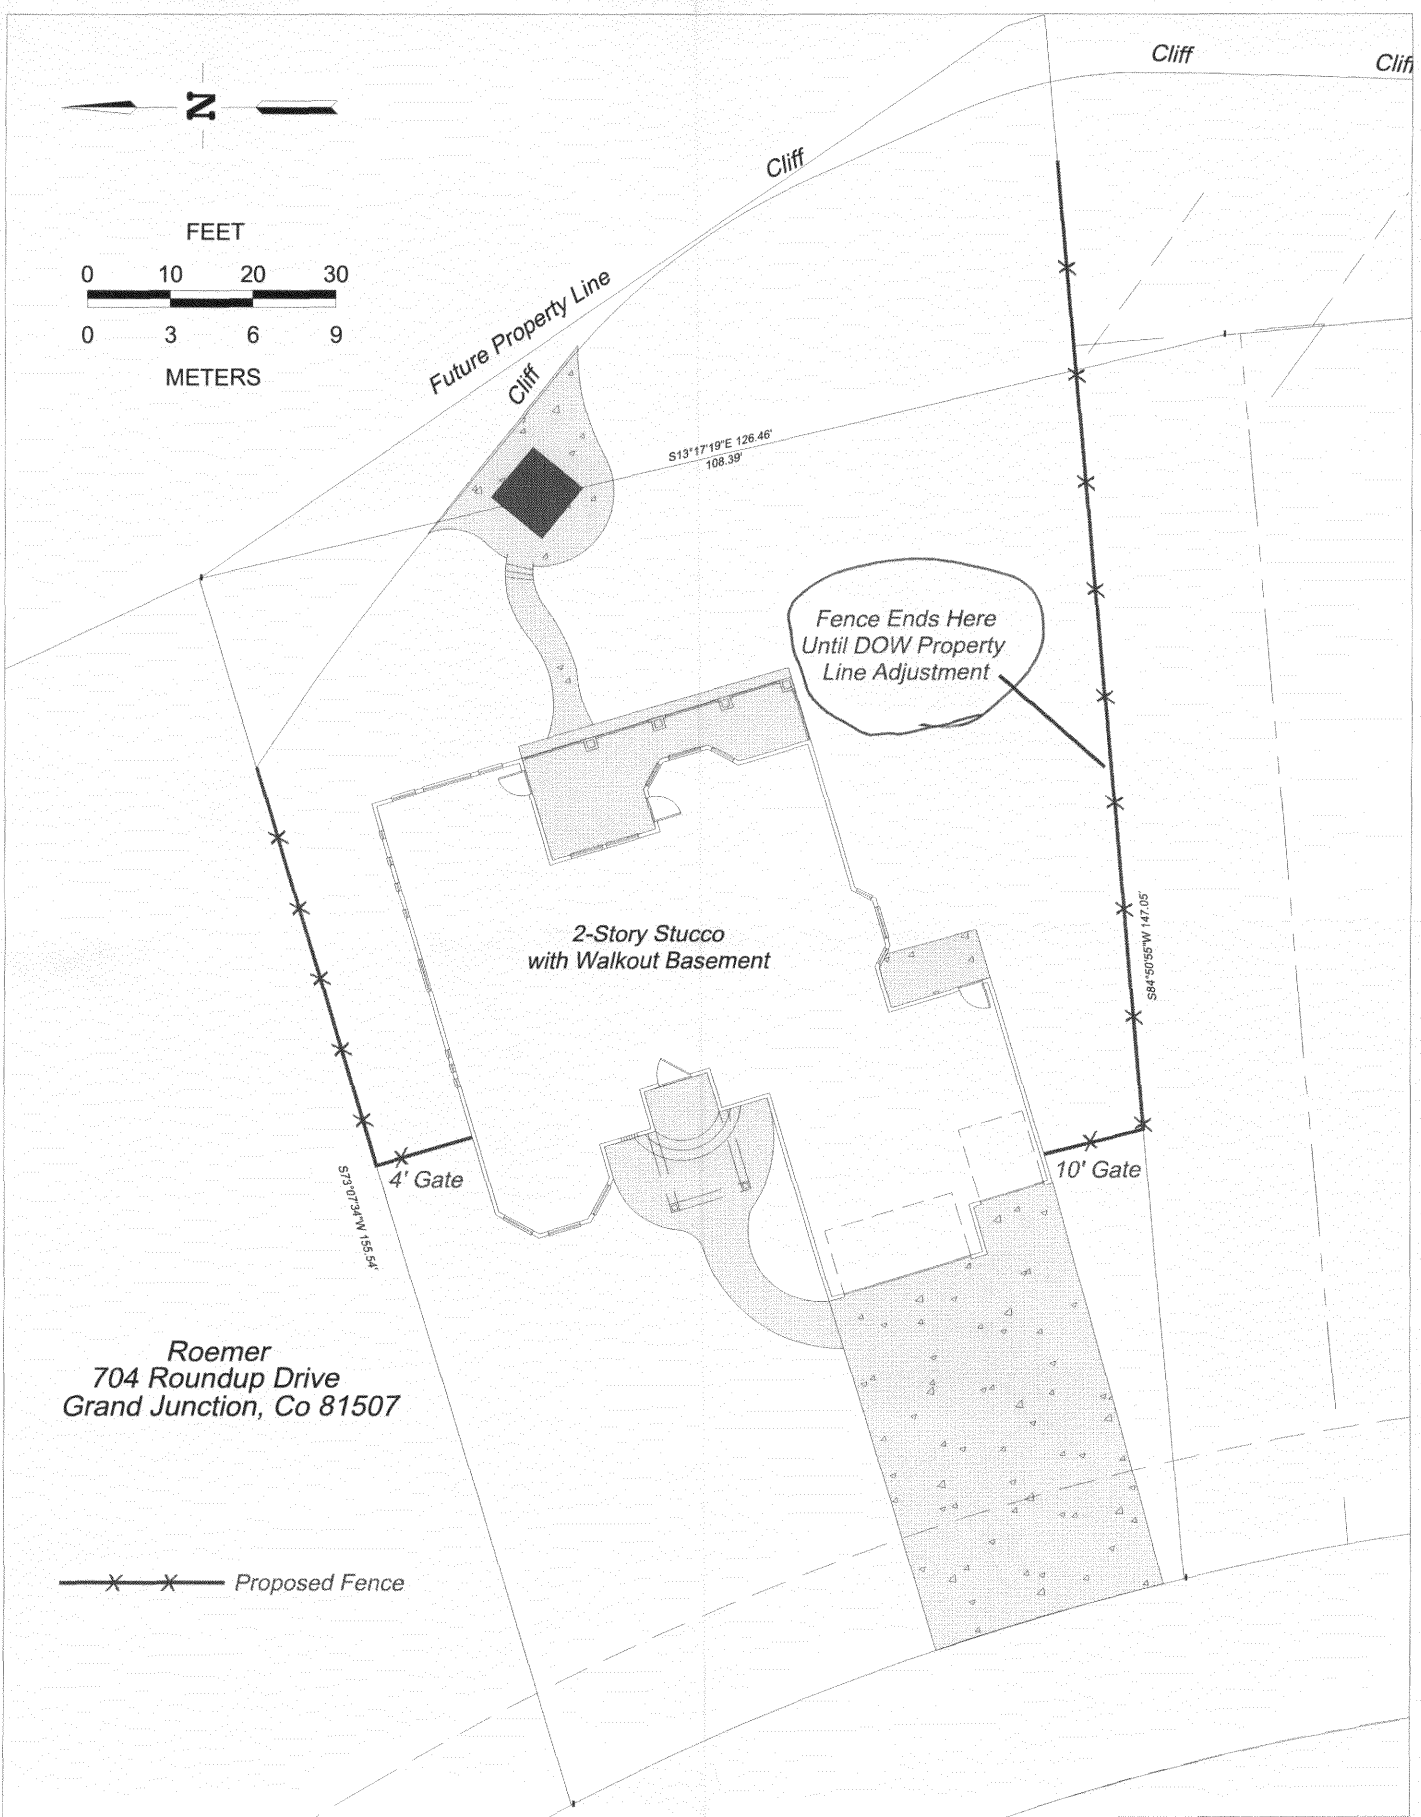 Cliff
N
Cliff
FEET
0 10 20 30
0 3 6 9
METERS
Future Property Line
Cliff
S13°17'19"E 126.46'
108.39'
Fence Ends Here
Until DOW Property
Line Adjustment
2-Story Stucco
with Walkout Basement
S84°50'55"W 147.05'
4' Gate
10' Gate
S73°07'34"W 155.54'
Roemer
704 Roundup Drive
Grand Junction, Co 81507
Proposed Fence